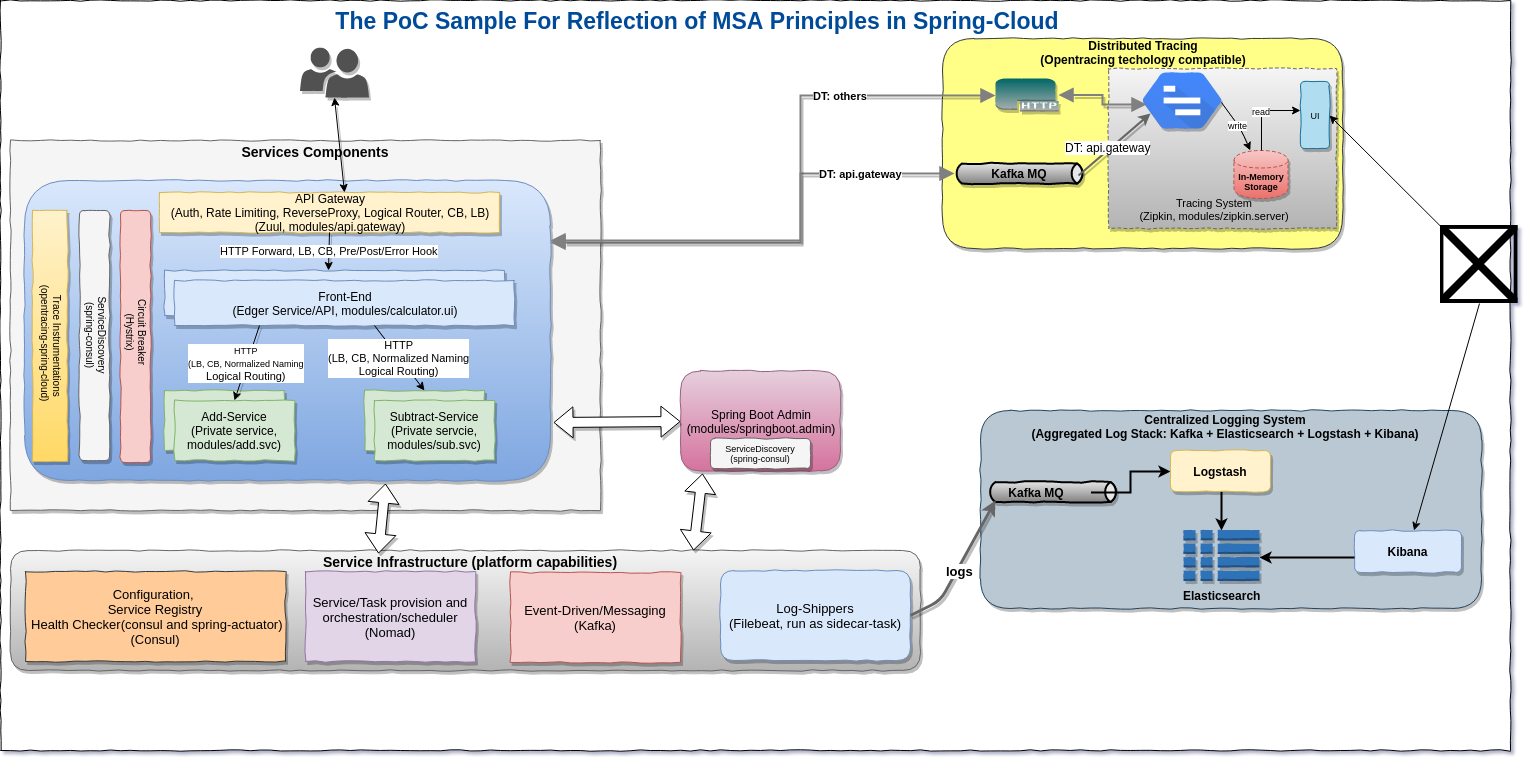 The PoC Sample For Reflection of MSA Principles in Spring-Cloud
Services Components
API Gateway
(Auth, Rate Limiting, ReverseProxy, Logical Router, CB, LB)
(Zuul, modules/api.gateway)
HTTP Forward, LB, CB, Pre/Post/Error Hook
Front-End
(Edger Service/API, modules/calculator.ui)
HTTP
(LB, CB, Normalized Naming
Logical Routing)
HTTP
(LB, CB, Normalized Naming
Logical Routing)
Add-Service
(Private service,
modules/add.svc)
Subtract-Service
(Private servcie,
modules/sub.svc)
Trace Instrumentations
(opentracing-spring-cloud)
ServiceDiscovery
(spring-consul)
Circuit Breaker
(Hystrix)
DT: others
DT: api.gateway
Distributed Tracing
(Opentracing techology compatible)
HTTP
Kafka MQ
DT: api.gateway
write
read
UI
In-Memory
Storage
Tracing System
(Zipkin, modules/zipkin.server)
Spring Boot Admin
(modules/springboot.admin)
ServiceDiscovery
(spring-consul)
Centralized Logging System
(Aggregated Log Stack: Kafka + Elasticsearch + Logstash + Kibana)
Kafka MQ
Logstash
Kibana
Elasticsearch
logs
Service Infrastructure (platform capabilities)
Configuration,
Service Registry
Health Checker(consul and spring-actuator)
(Consul)
Service/Task provision and
orchestration/scheduler
(Nomad)
Event-Driven/Messaging
(Kafka)
Log-Shippers
(Filebeat, run as sidecar-task)